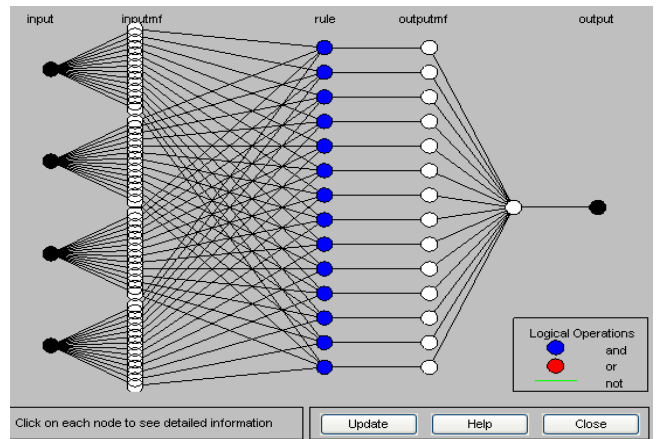 input inputmf rule outputmf output
Logical Operations
and
or
not
Click on each node to see detailed information Update Help Close